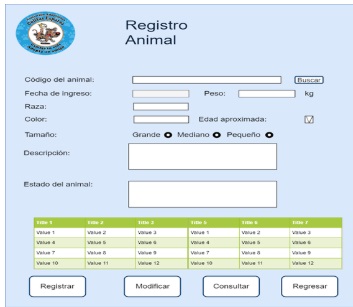 Registro
Animal
Código del animal: Buscar
Fecha de Ingreso: Peso: kg
Raza:
Color: Edad aproximada:
Tamaño: Grande Mediano Pequeño
Descripción:
Estado del animal:
Title 1 Title 2 Title 3 Title 5 Title 6 Title 7
Value 1 Value 2 Value 3 Value 1 Value 2 Value 3
Value 4 Value 5 Value 6 Value 4 Value 5 Value 6
Value 7 Value 8 Value 9 Value 7 Value 8 Value 9
Value 10 Value 11 Value 12 Value 10 Value 11 Value 12
Registrar Modificar Consultar Regresar